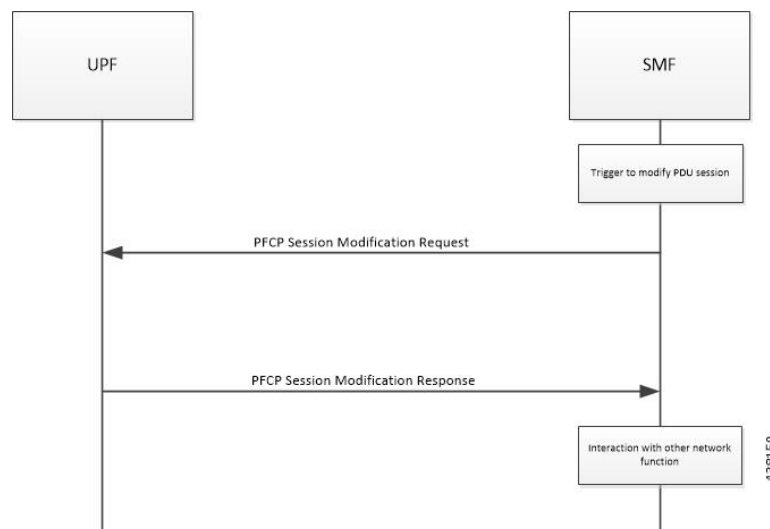 UPF
SMF
Trigger to modify PDU session
PFCP Session Modification Request
PFCP Session Modification Response
Interaction with other network
function